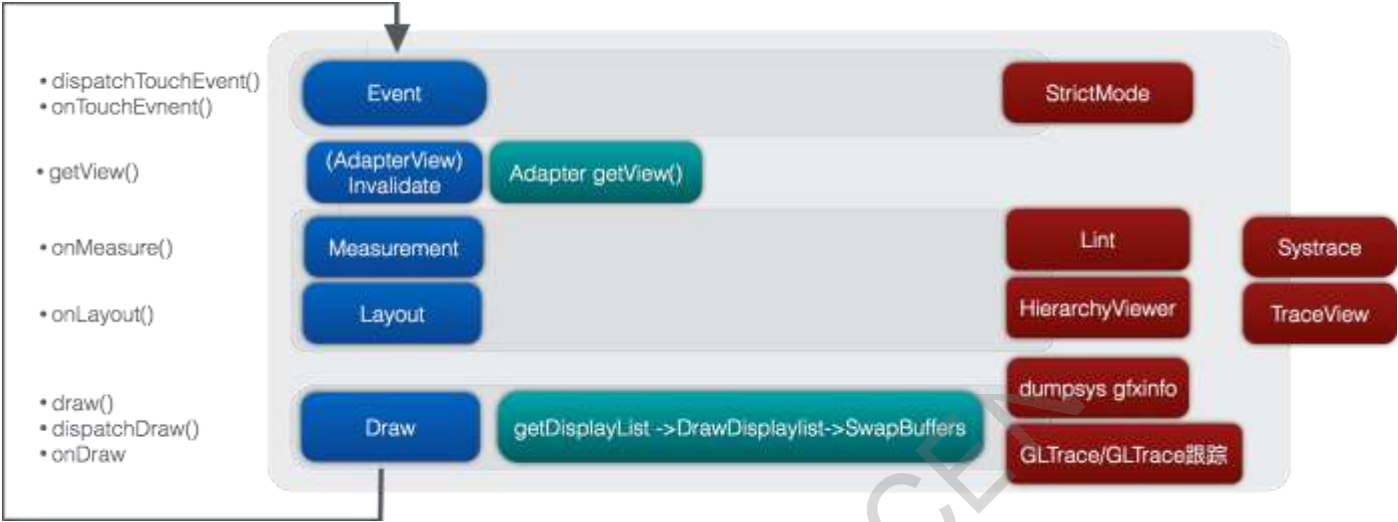 • dispatchTouchEvent()
• onTouchEvnent()
Event
StrictMode
• getView()
(AdapterView)
Invalidate
Adapter getView()
• onMeasure()
Measurement
Lint
Systrace
• onLayout()
Layout
HierarchyViewer
TraceView
• draw()
• dispatchDraw()
• onDraw
Draw
getDisplayList ->DrawDisplaylist->SwapBuffers
dumpsys gfxinfo
GLTrace/GLTrace跟踪